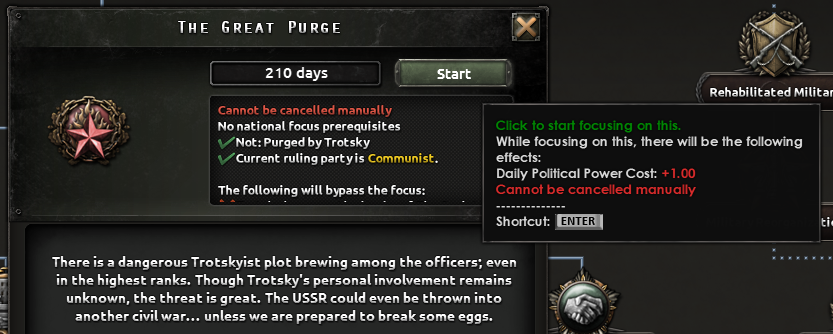 The Great Purge
210 days
Start
Cannot be cancelled manually
No national focus prerequisites
Not: Purged by Trotsky
Current ruling party is Communist.
The following will bypass the focus:
Rehabilitated Militar
Click to start focusing on this.
While focusing on this, there will be the following
effects:
Daily Political Power Cost: +1.00
Cannot be cancelled manually
--------------
Shortcut: ENTER
There is a dangerous Trotskyist plot brewing among the officers; even
in the highest ranks. Though Trotsky's personal involvement remains
unknown, the threat is great. The USSR could even be thrown into
another civil war... unless we are prepared to break some eggs.